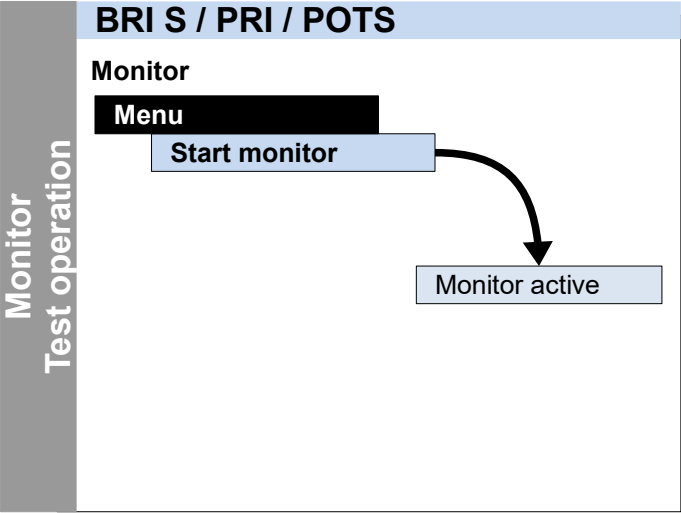 BRI S / PRI / POTS
Monitor
Menu
Start monitor
Monitor active
Monitor
Test operation